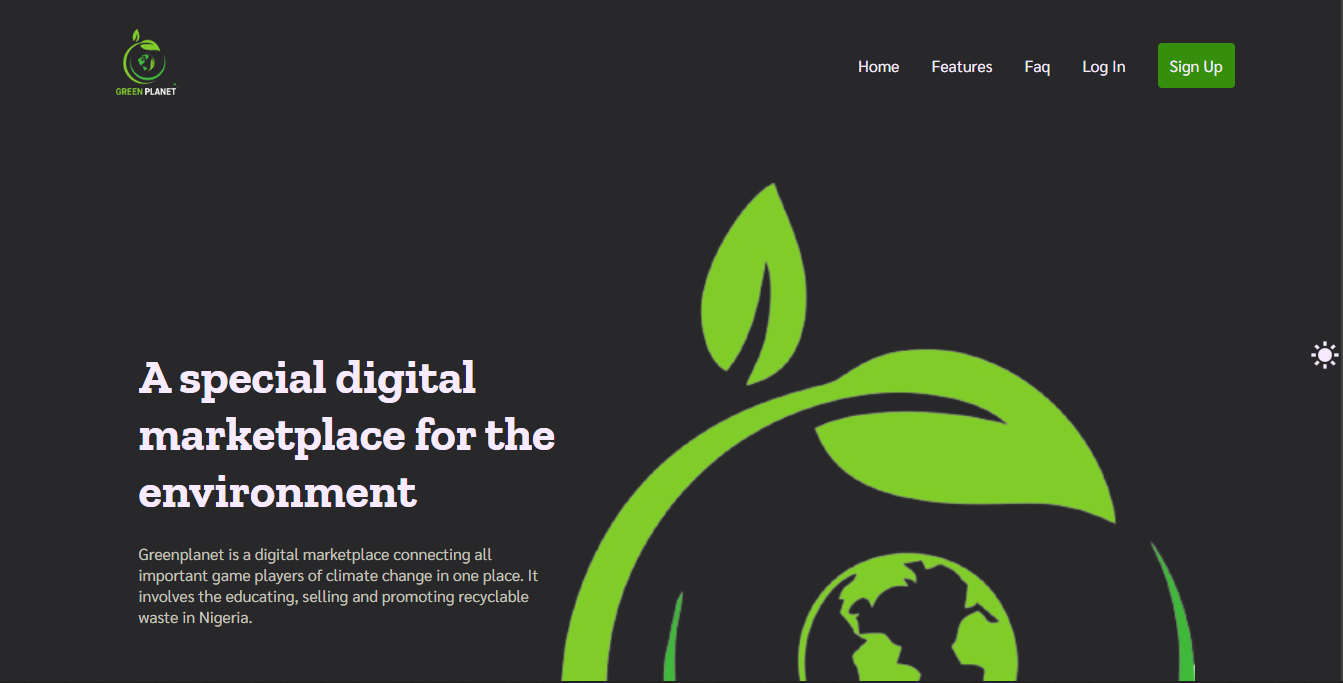 GREEN PLANET
Home Features Faq Log In Sign Up
A special digital
marketplace for the
environment
Greenplanet is a digital marketplace connecting all
important game players of climate change in one place. It
involves the educating, selling and promoting recyclable
waste in Nigeria.